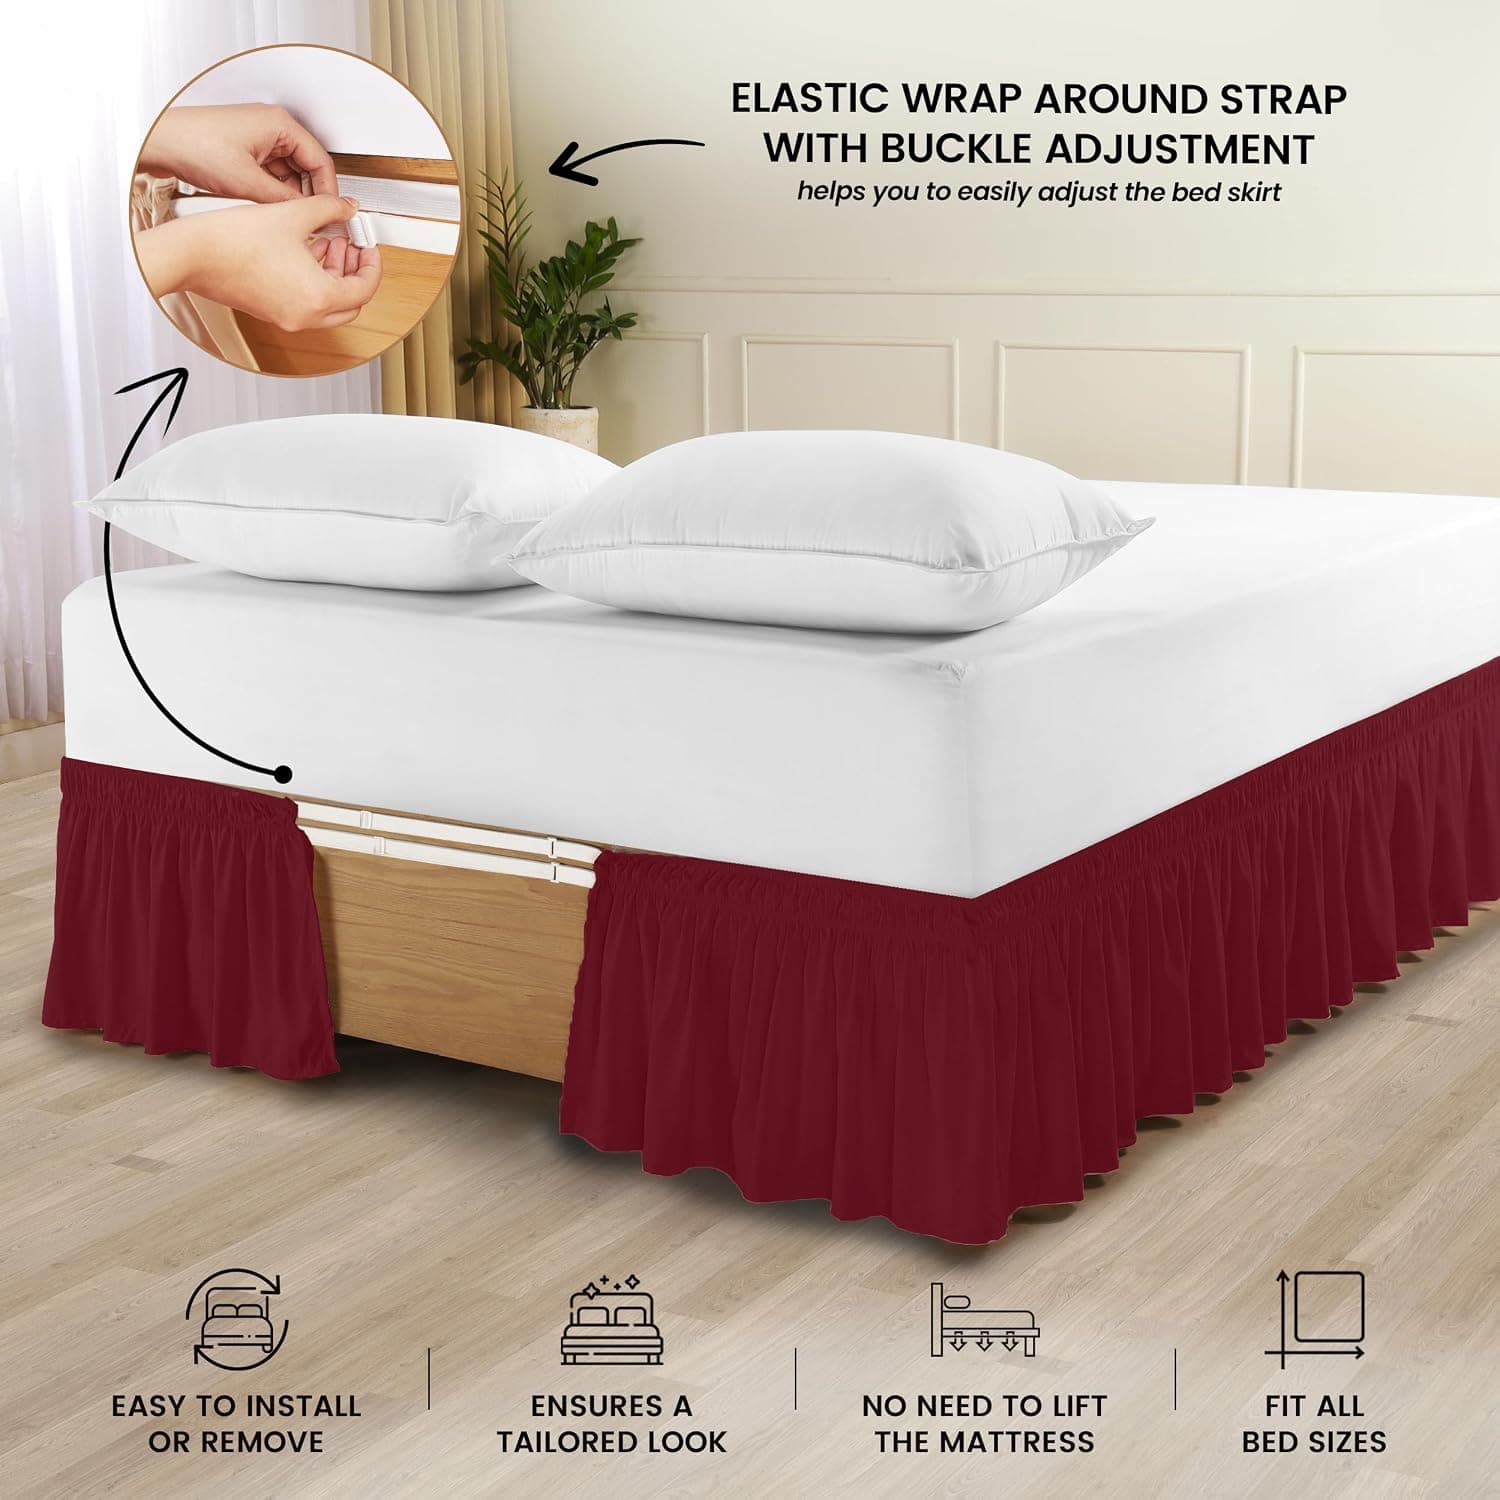 ELASTIC WRAP AROUND STRAP
WITH BUCKLE ADJUSTMENT
helps you to easily adjust the bed skirt
EASY TO INSTALL
OR REMOVE
ENSURES A
TAILORED LOOK
NO NEED TO LIFT
THE MATTRESS
FIT ALL
BED SIZES